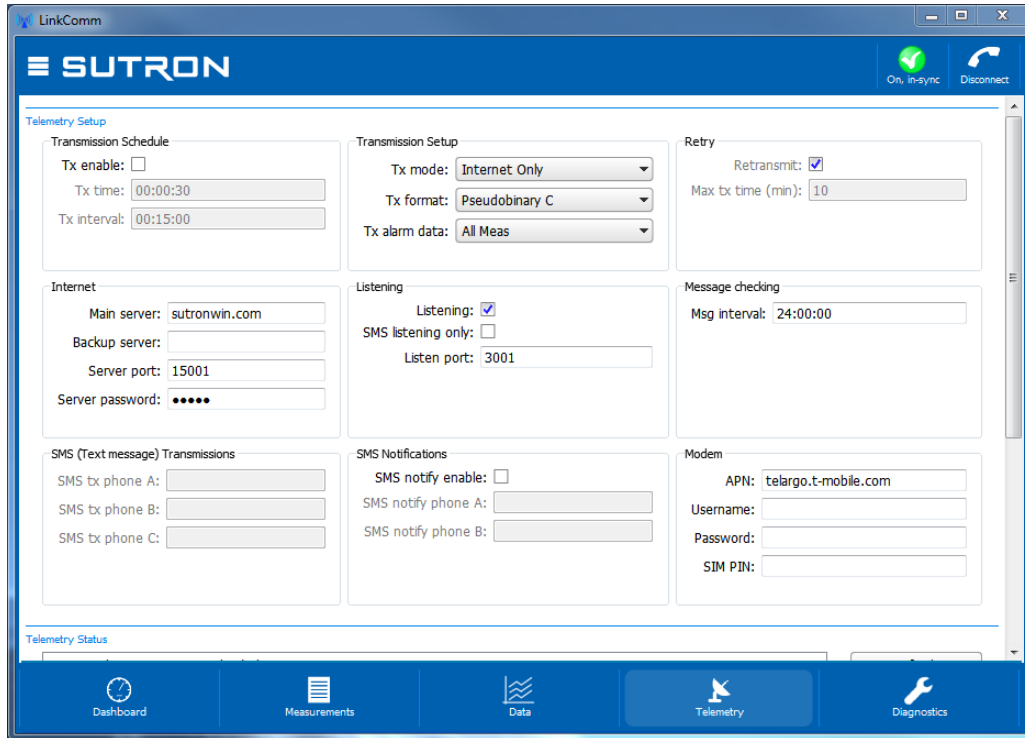 LinkComm
SUTRON
On, in-sync
Disconnect
Telemetry Setup
Transmission Schedule
Tx enable:
Tx time: 00:00:30
Tx interval: 00:15:00
Transmission Setup
Tx mode: Internet Only
Tx format: Pseudobinary C
Tx alarm data: All Meas
Retry
Retransmit:
Max tx time (min): 10
Internet
Main server: sutronwin.com
Backup server:
Server port: 15001
Server password: •••••
Listening
Listening:
SMS listening only:
Listen port: 3001
Message checking
Msg interval: 24:00:00
SMS (Text message) Transmissions
SMS tx phone A:
SMS tx phone B:
SMS tx phone C:
SMS Notifications
SMS notify enable:
SMS notify phone A:
SMS notify phone B:
Modem
APN: telargo.t-mobile.com
Username:
Password:
SIM PIN:
Telemetry Status
Dashboard
Measurements
Data
Telemetry
Diagnostics